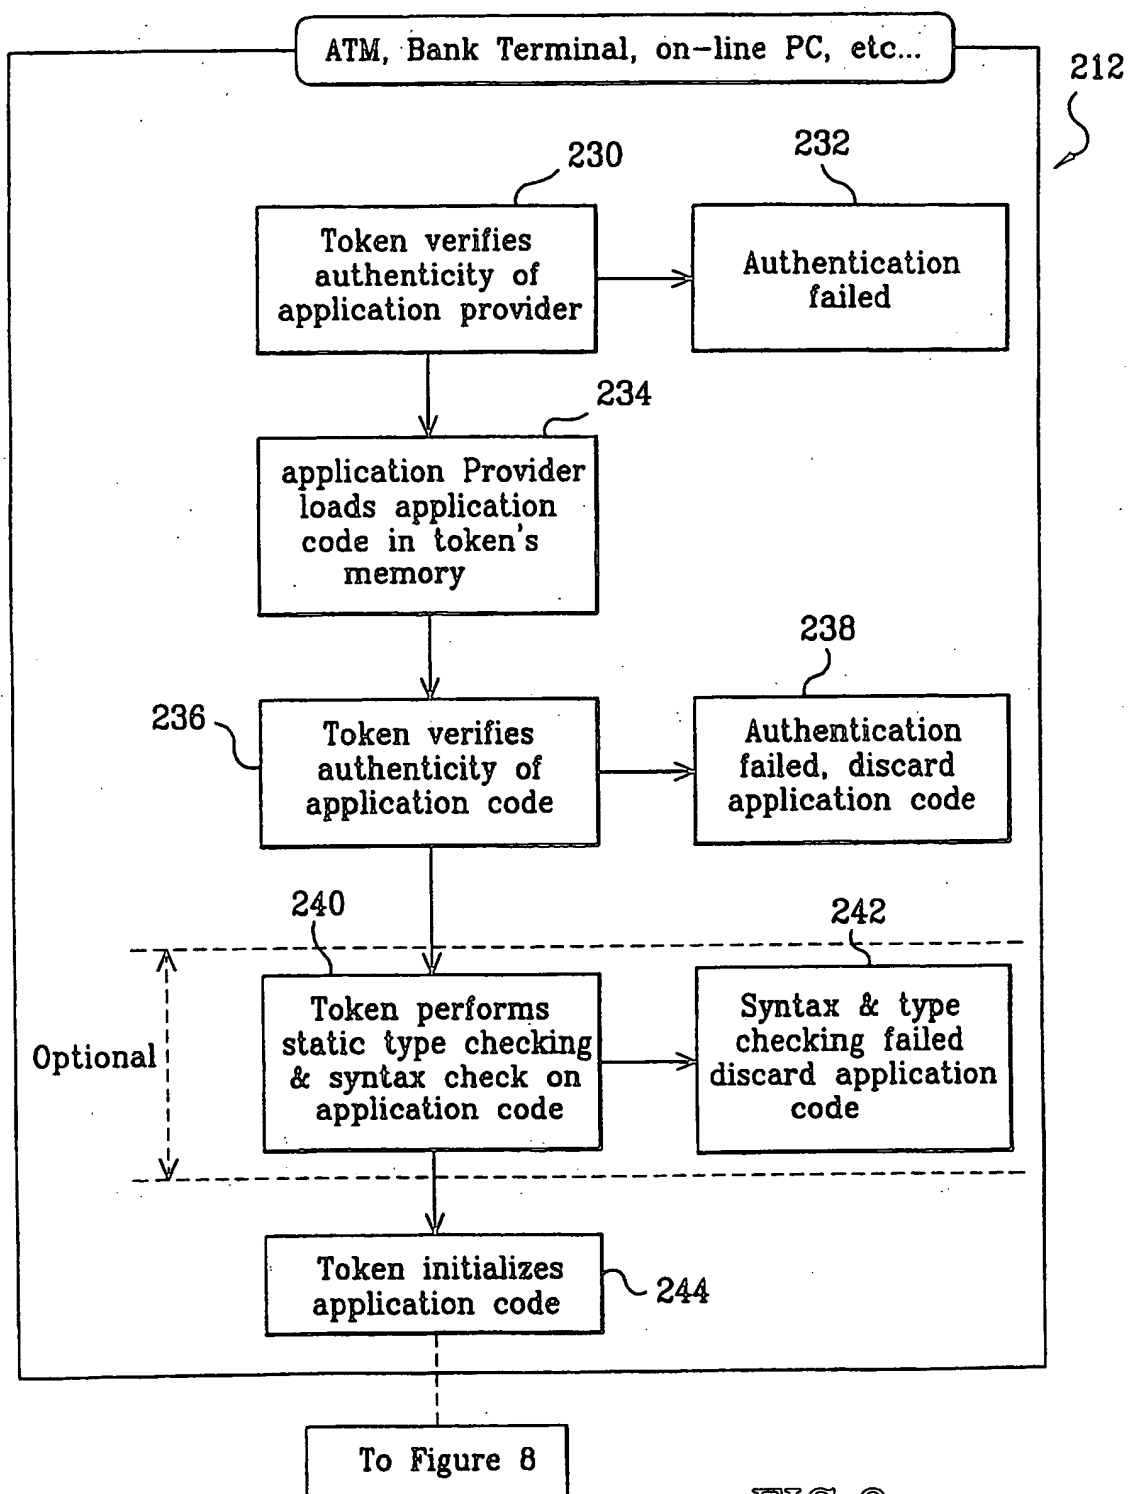 ATM, Bank Terminal, on-line PC, etc...
212
230
232
Token verifies
authenticity of
application provider
Authentication
failed
234
application Provider
loads application
code in token's
memory
236
238
Token verifies
authenticity of
application code
Authentication
failed, discard
application code
240
242
Optional
Token performs
static type checking
& syntax check on
application code
Syntax & type
checking failed
discard application
code
Token initializes
application code
244
To Figure 8